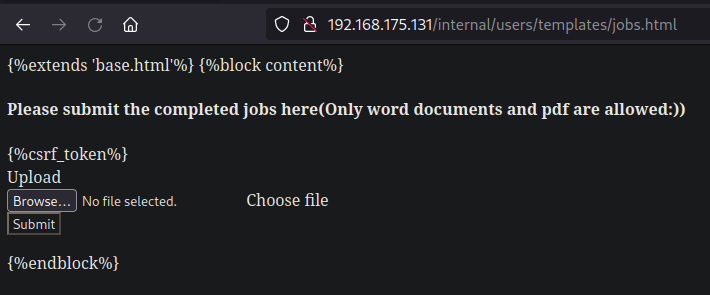 192.168.175.131/internal/users/templates/jobs.html
{%extends 'base.html'%} {%block content%}
Please submit the completed jobs here(Only word documents and pdf are allowed:))
{%csrf_token%}
Upload
Browse... No file selected. Choose file
Submit
{%endblock%}